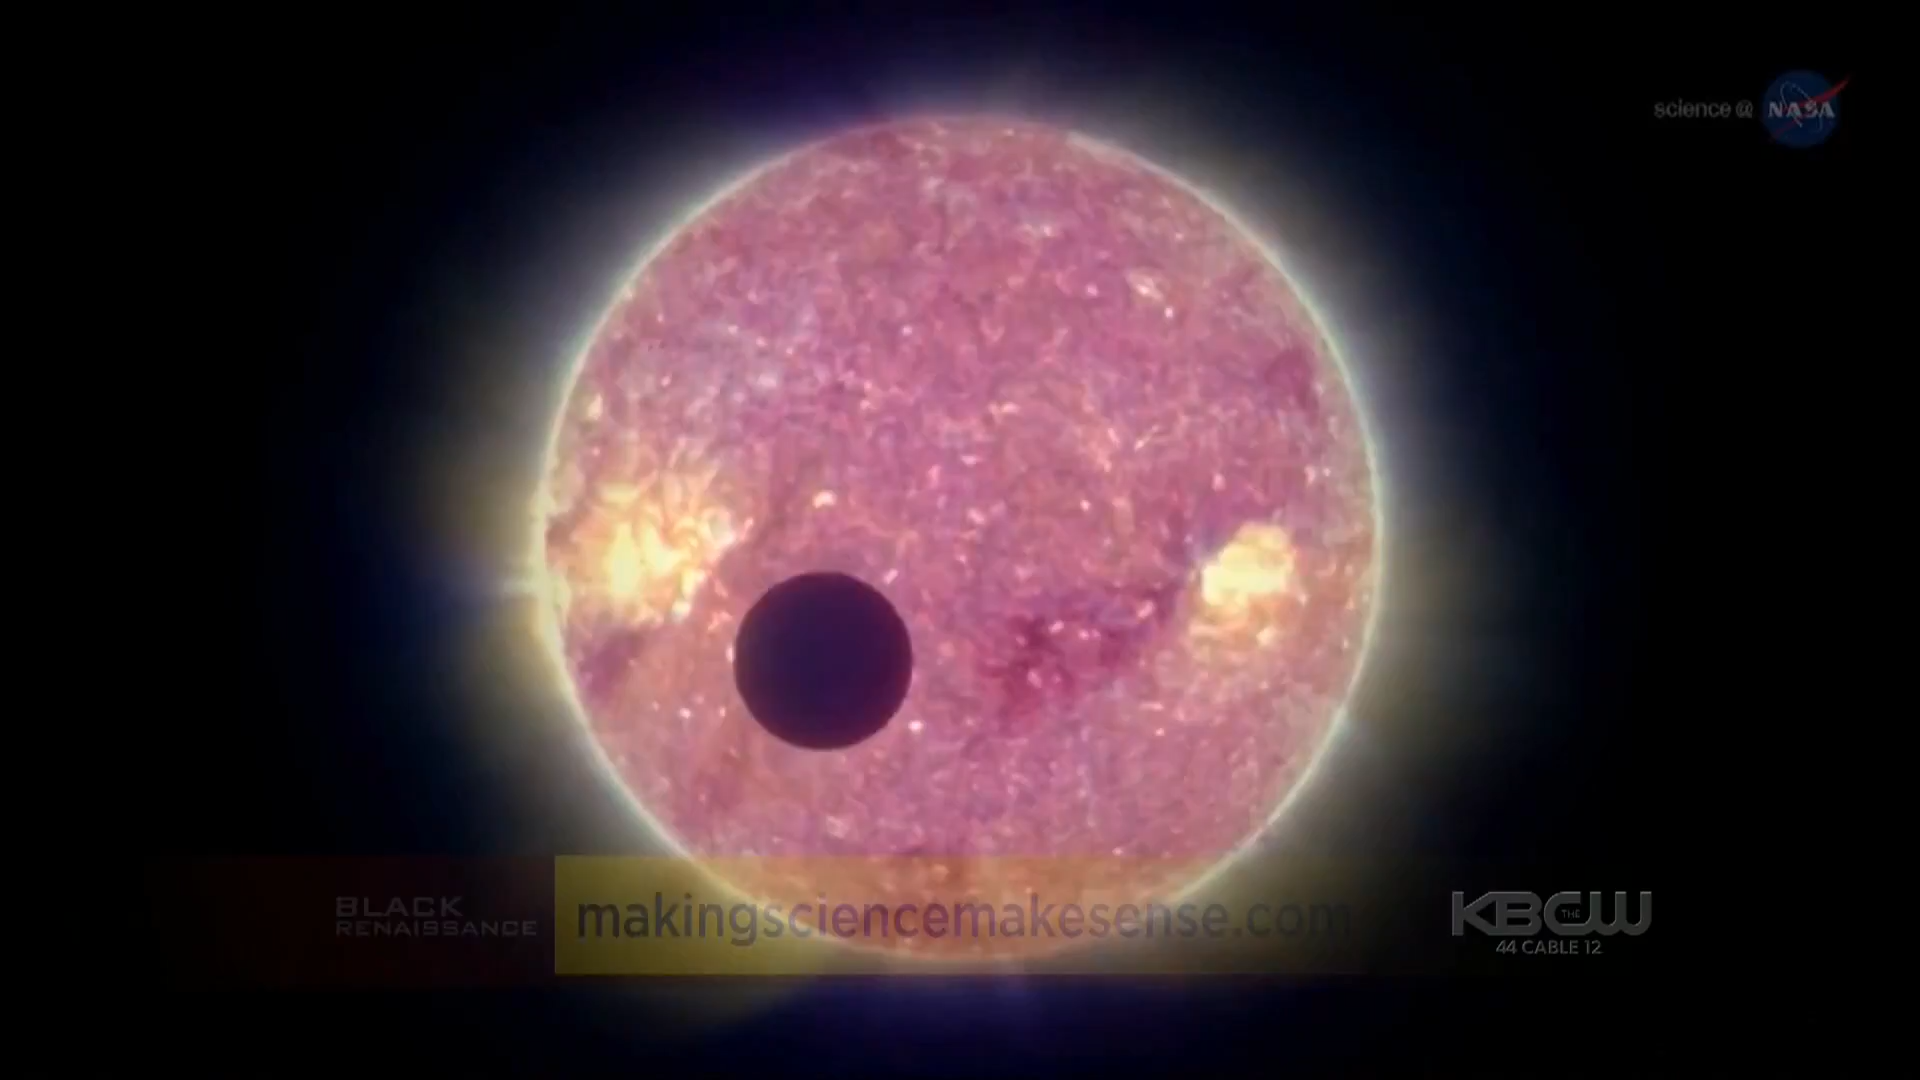 science @ NASA
BLACK
RENAISSANCE
makingsciencemakesense.com
KBCW
THE
44 CABLE 12